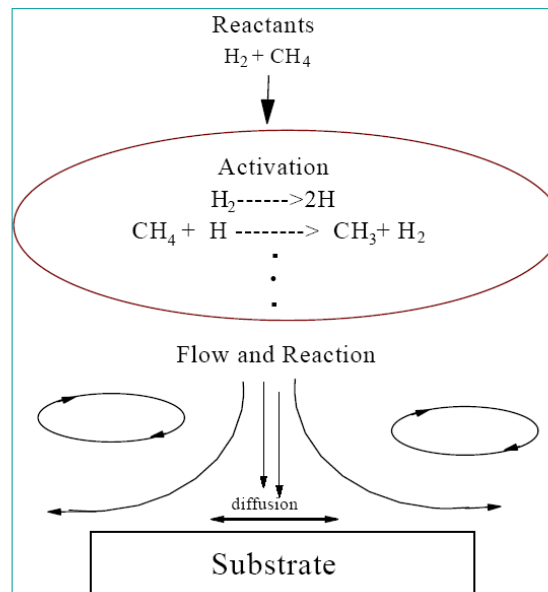 Reactants
H₂ + CH₄
Activation
H₂------>2H
CH₄ + H --------> CH₃+ H₂
Flow and Reaction
diffusion
Substrate